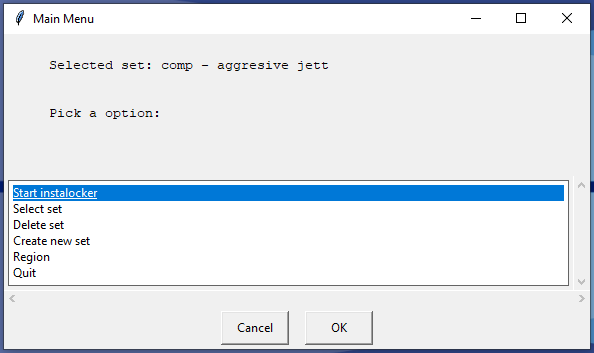 Main Menu
Selected set: comp - aggresive jett
Pick a option:
Start instalocker
Select set
Delete set
Create new set
Region
Quit
Cancel OK